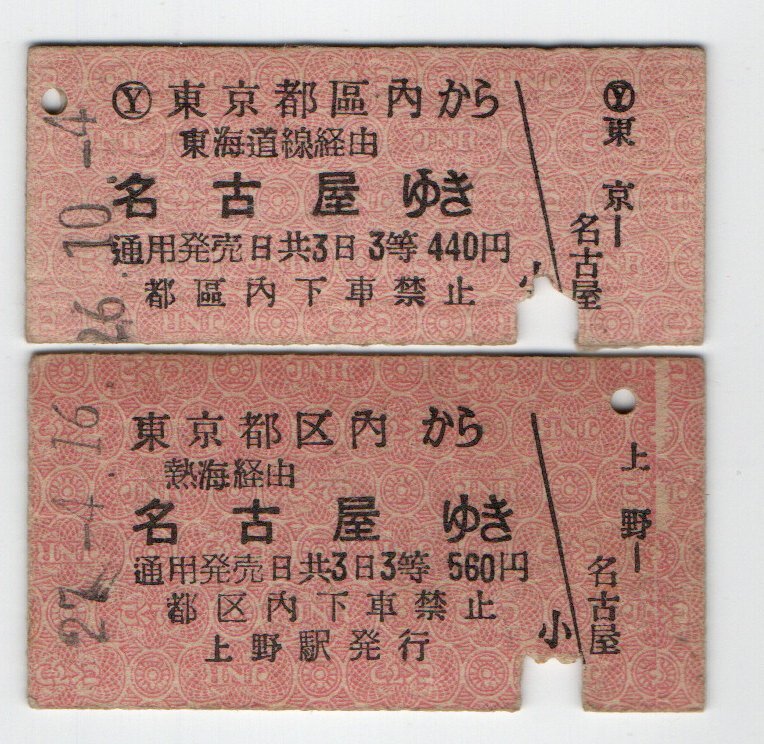 Ⓨ東京都區內から
東海道線経由
名古屋ゆき
通用発売日共3日3等440円
都區內下車禁止
小
Ⓨ東京ー
名古屋
26.10.-4
東京都区內から
熱海経由
名古屋ゆき
通用発売日共3日3等560円
都区內下車禁止
上野駅発行
小
上野ー
名古屋
27.-4.16